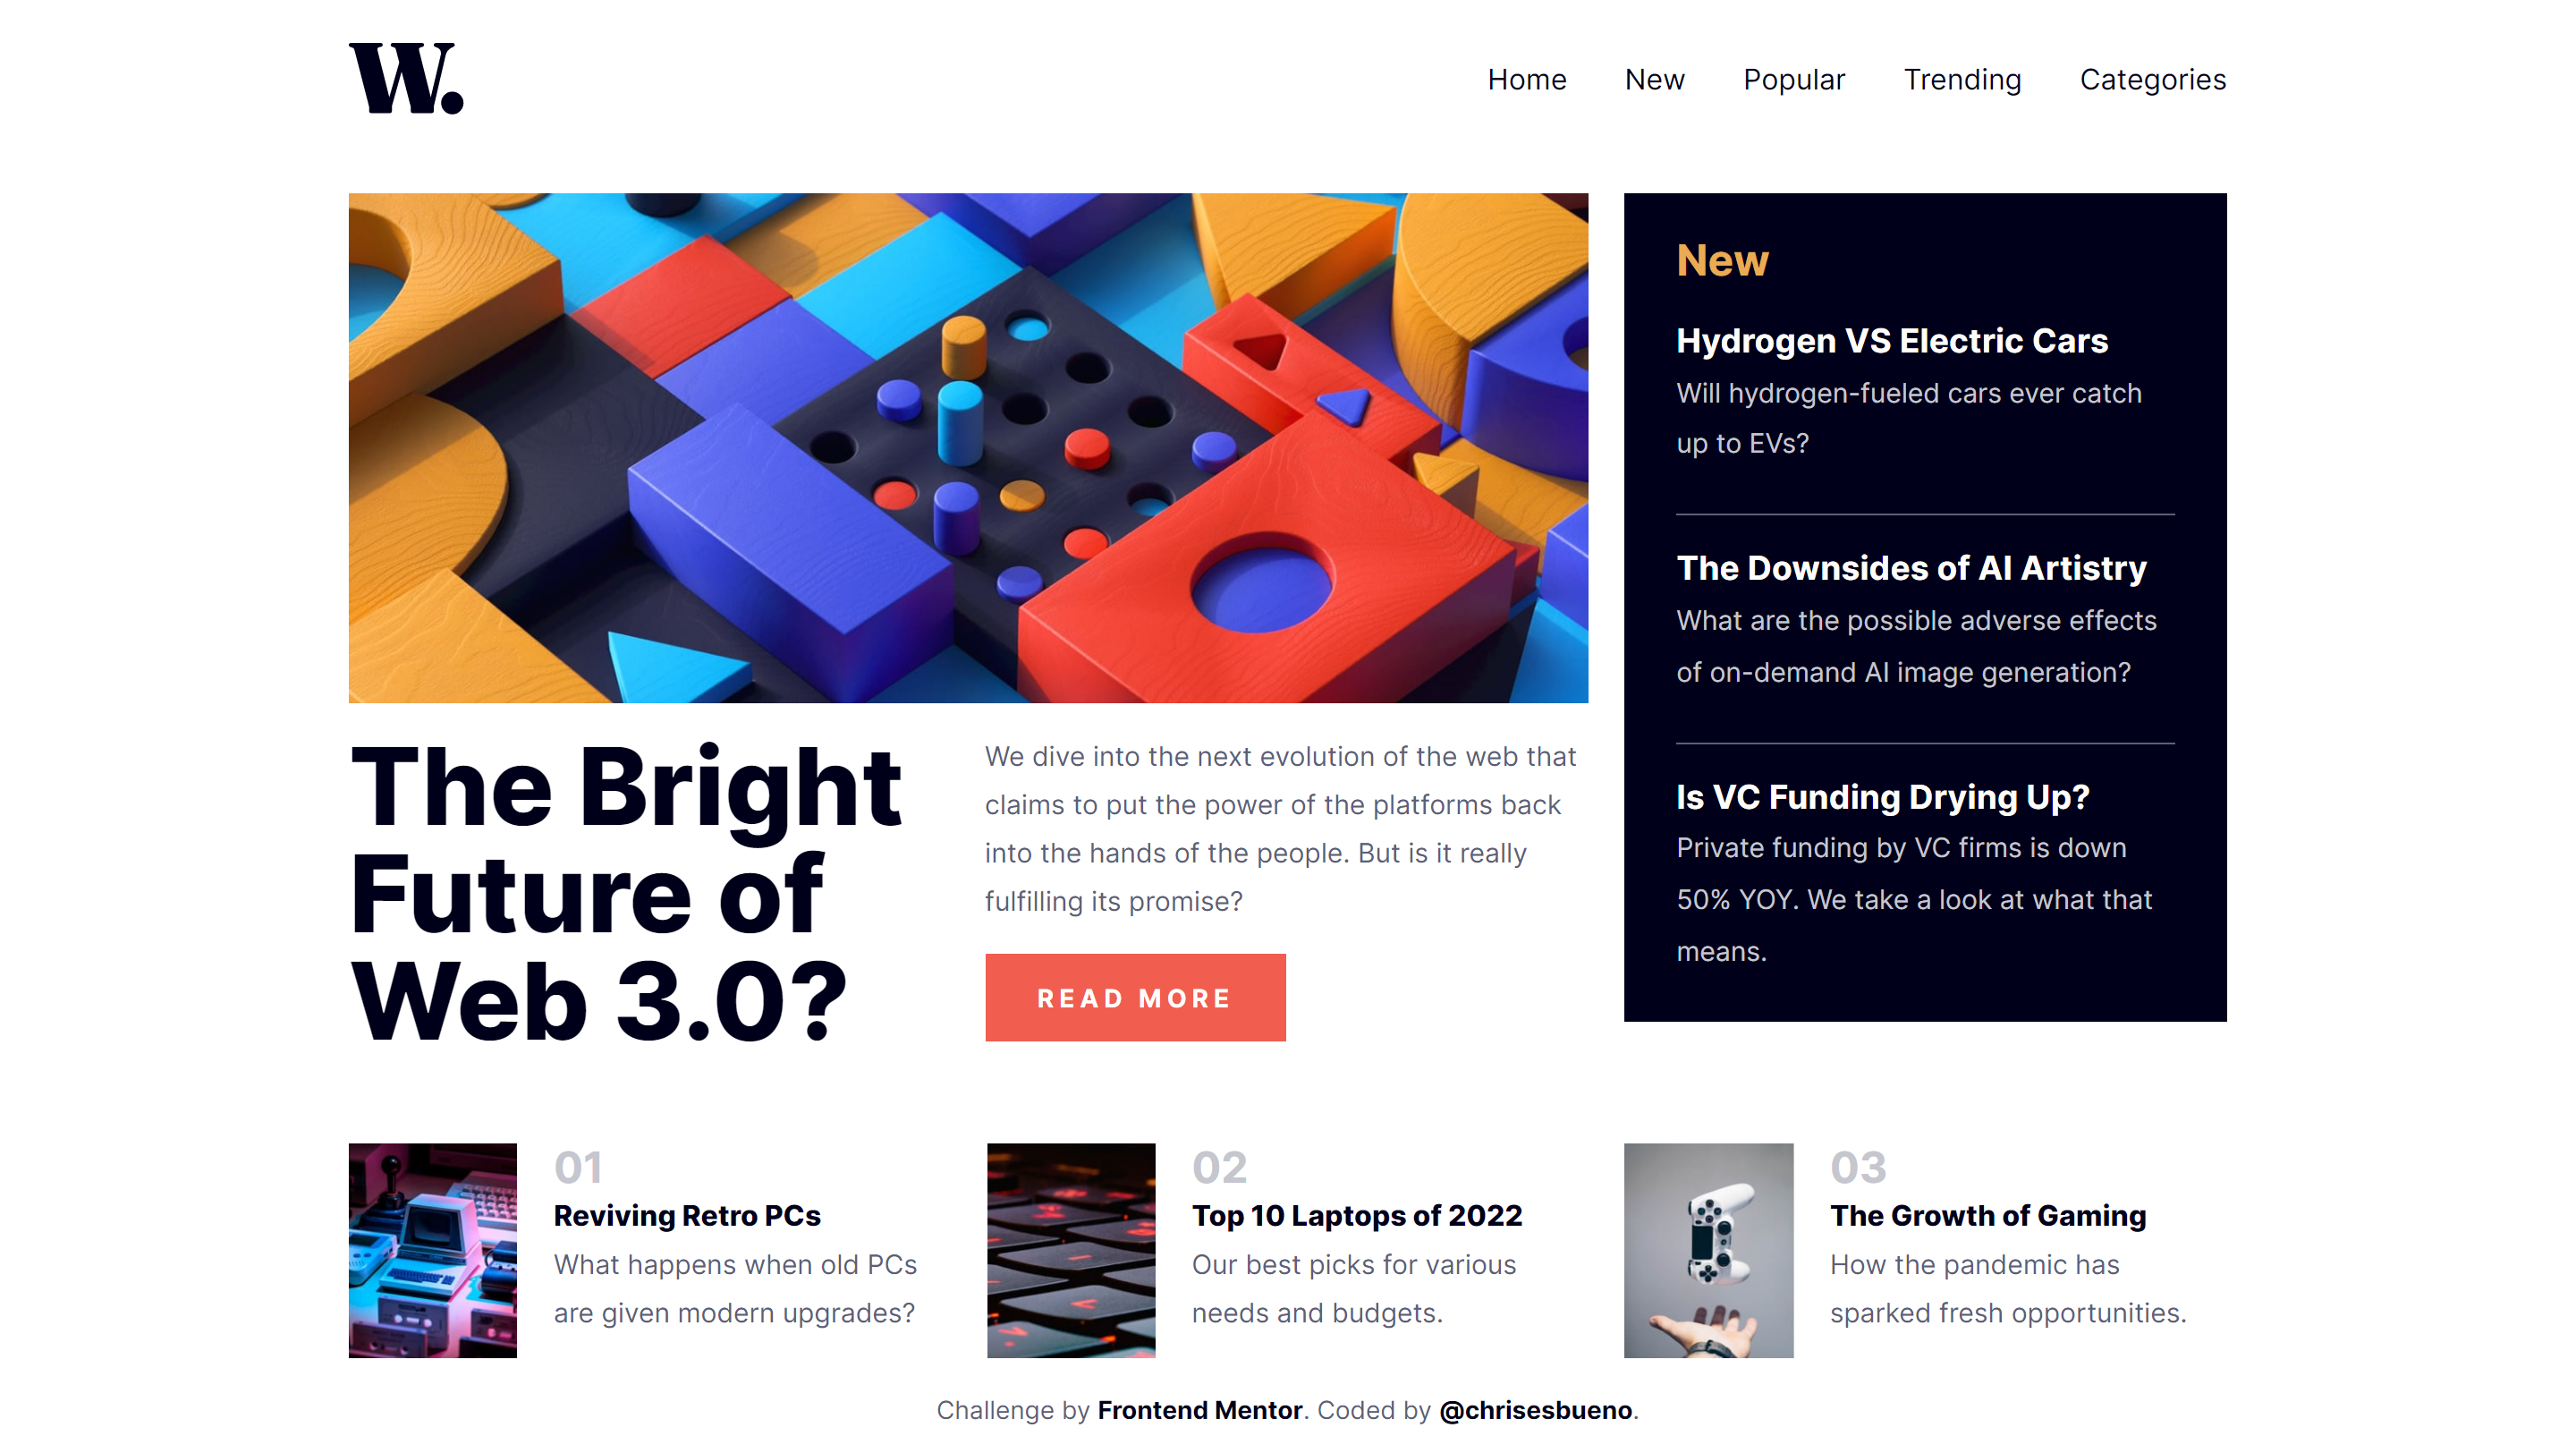 W.
Home New Popular Trending Categories
New
Hydrogen VS Electric Cars
Will hydrogen-fueled cars ever catch
up to EVs?
The Downsides of AI Artistry
What are the possible adverse effects
of on-demand AI image generation?
Is VC Funding Drying Up?
Private funding by VC firms is down
50% YOY. We take a look at what that
means.
The Bright
Future of
Web 3.0?
We dive into the next evolution of the web that
claims to put the power of the platforms back
into the hands of the people. But is it really
fulfilling its promise?
READ MORE
01
Reviving Retro PCs
What happens when old PCs
are given modern upgrades?
02
Top 10 Laptops of 2022
Our best picks for various
needs and budgets.
03
The Growth of Gaming
How the pandemic has
sparked fresh opportunities.
Challenge by Frontend Mentor. Coded by @chrisesbueno.